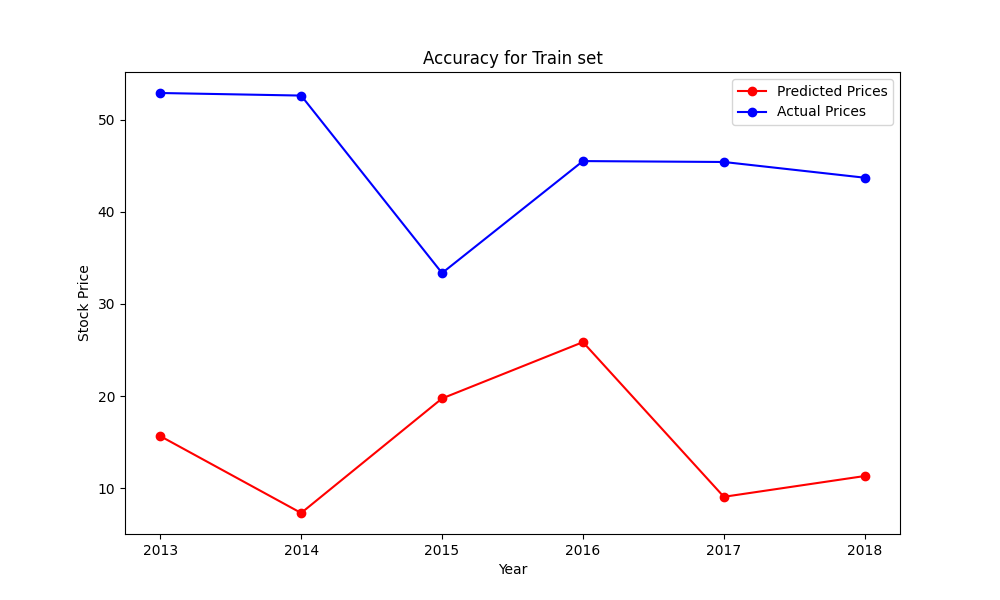 Accuracy for Train set
Predicted Prices
Actual Prices
50
40
30
20
10
Stock Price
2013 2014 2015 2016 2017 2018
Year